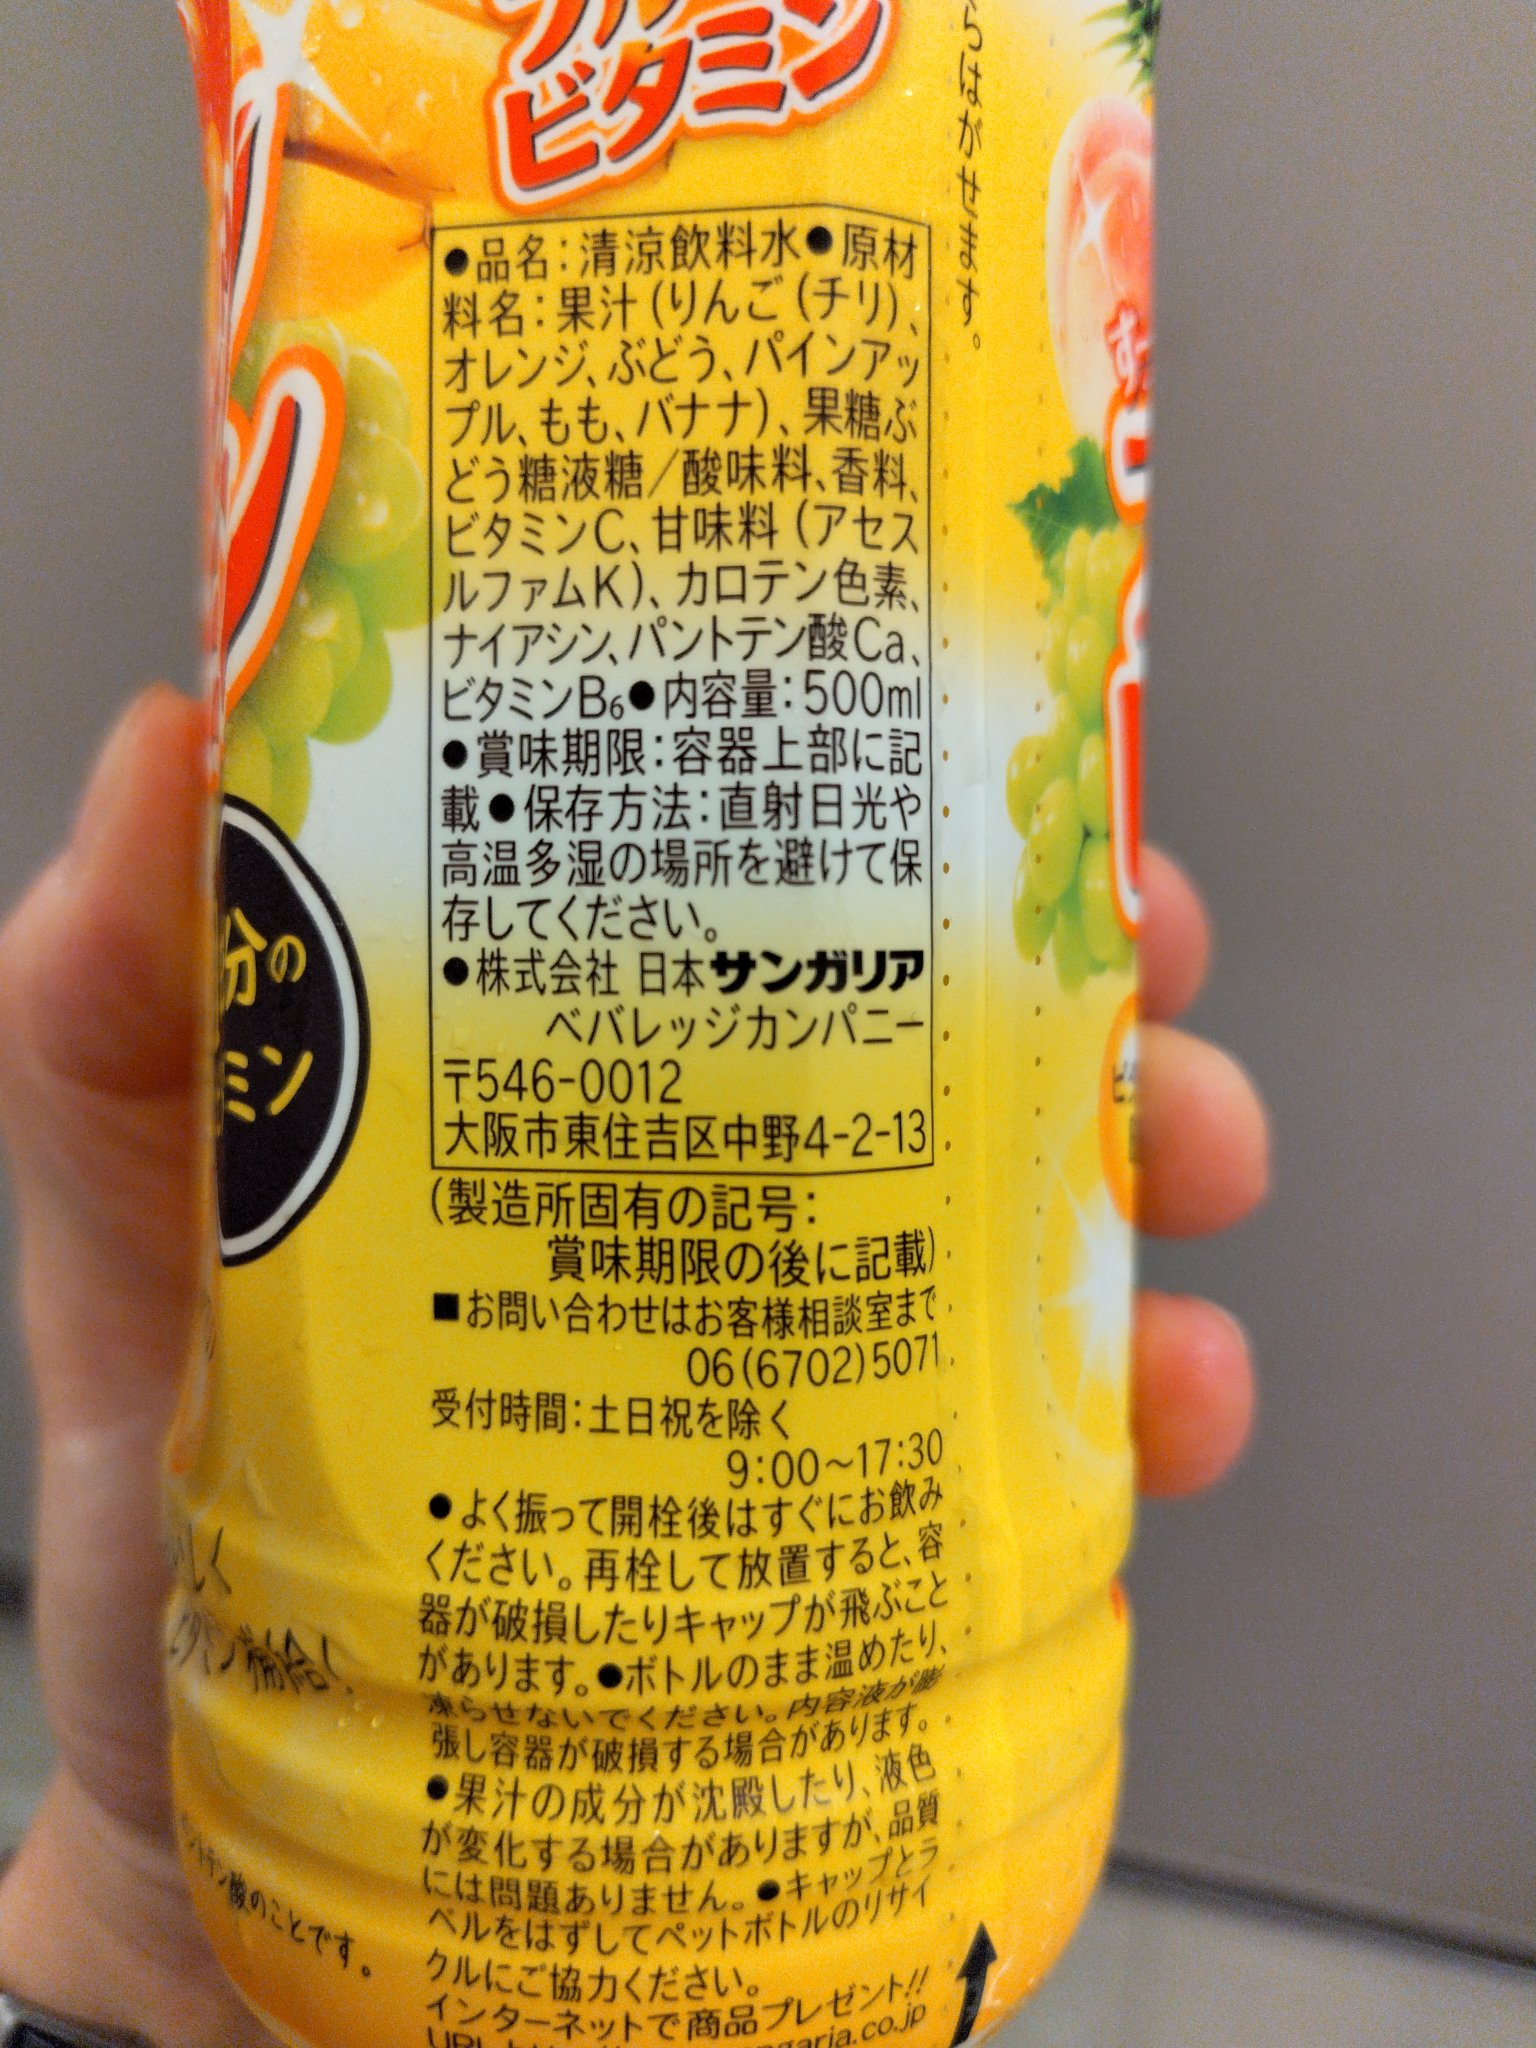 ビタミン
らはがせます。
●品名：清涼飲料水●原材
料名：果汁（りんご（チリ）、
オレンジ、ぶどう、パインアッ
プル、もも、バナナ）、果糖ぶ
どう糖液糖／酸味料、香料、
ビタミンC、甘味料（アセス
ルファムK）、カロテン色素、
ナイアシン、パントテン酸Ca、
ビタミンB6●内容量：500ml
●賞味期限：容器上部に記
載●保存方法：直射日光や
高温多湿の場所を避けて保
存してください。
●株式会社 日本サンガリア
ベバレッジカンパニー
〒546-0012
大阪市東住吉区中野4-2-13
（製造所固有の記号：
賞味期限の後に記載）
■お問い合わせはお客様相談室まで
06(6702)5071
受付時間：土日祝を除く
9:00～17:30
●よく振って開栓後はすぐにお飲み
ください。再栓して放置すると、容
器が破損したりキャップが飛ぶこと
があります。●ボトルのまま温めたり、
凍らせないでください。内容液が膨
張し容器が破損する場合があります。
●果汁の成分が沈殿したり、液色
が変化する場合がありますが、品質
には問題ありません。●キャップとラ
ベルをはずしてペットボトルのリサイ
クルにご協力ください。
インターネットで商品プレゼント!!
garia.co.jp
分の
ミン
しく
ビタミン補給！
ントテン酸のことです。